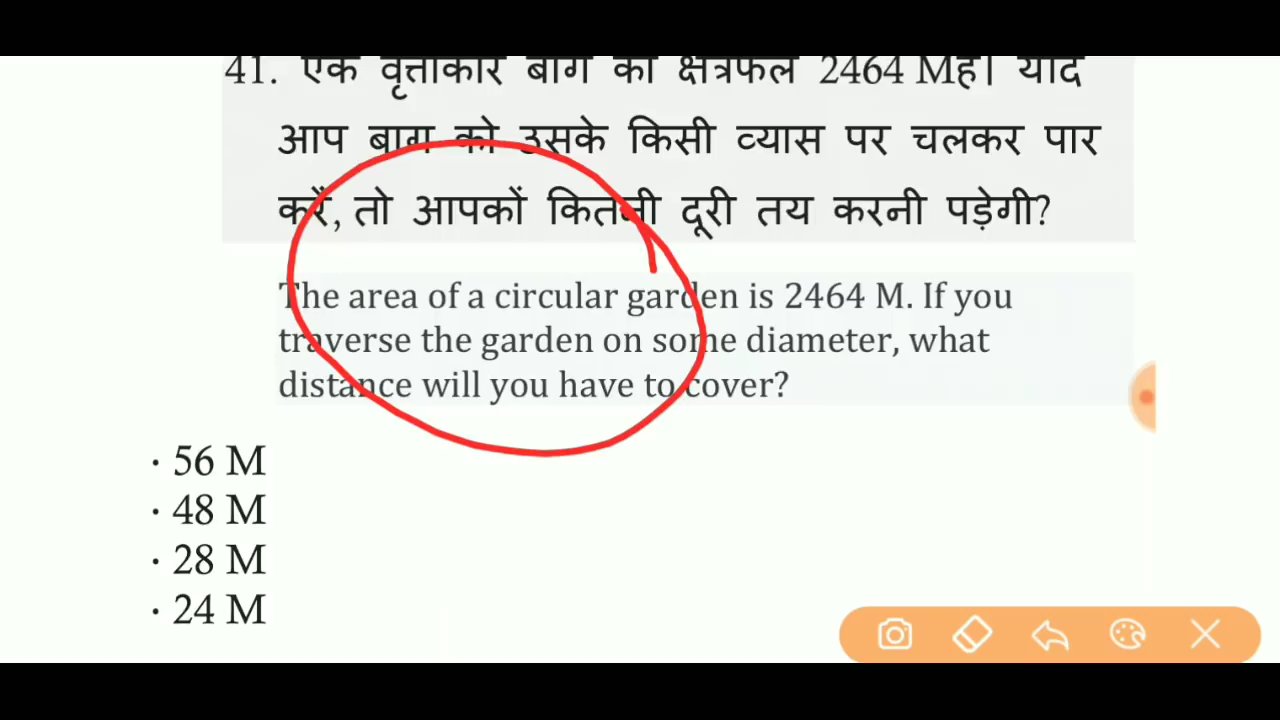 41. एक वृत्ताकार बाग का क्षेत्रफल 2464 Mहै। यदि
आप बाग को उसके किसी व्यास पर चलकर पार
करें, तो आपकों कितनी दूरी तय करनी पड़ेगी?
The area of a circular garden is 2464 M. If you
traverse the garden on some diameter, what
distance will you have to cover?
· 56 M
· 48 M
· 28 M
· 24 M